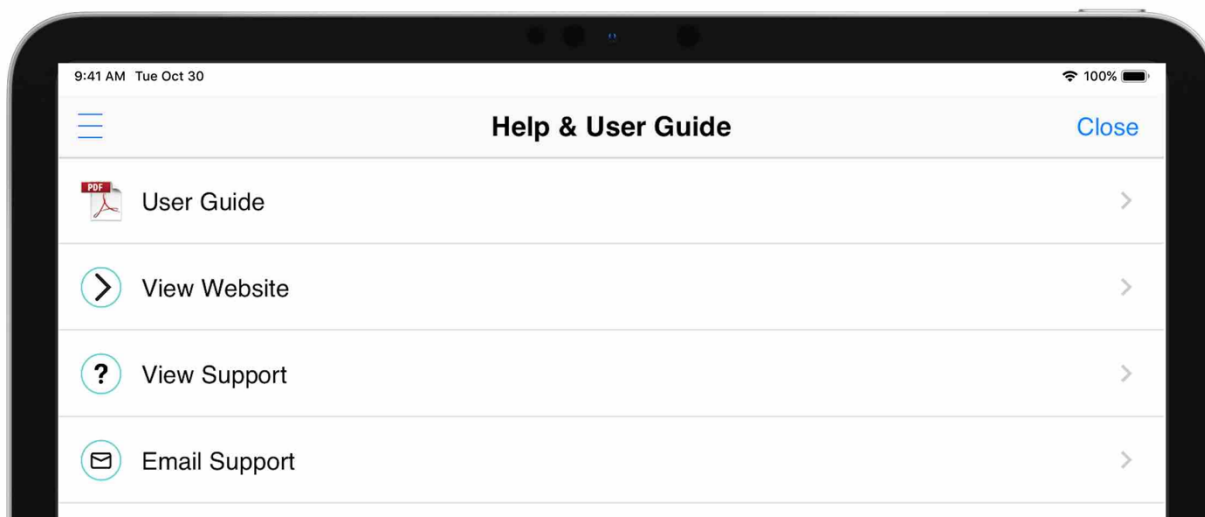 9:41 AM Tue Oct 30
100%
Help & User Guide
Close
PDF
User Guide
View Website
? View Support
Email Support